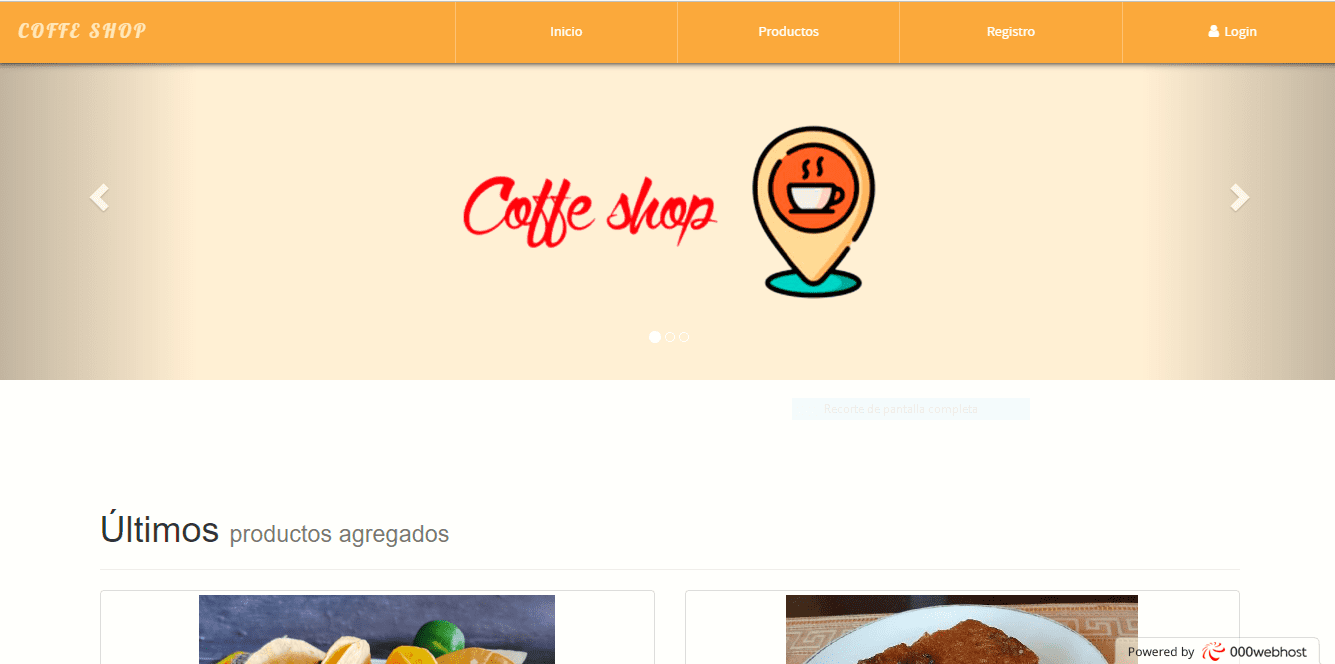 COFFE SHOP
Inicio
Productos
Registro
Login
Coffe shop
Recorte de pantalla completa
Últimos productos agregados
Powered by 000webhost